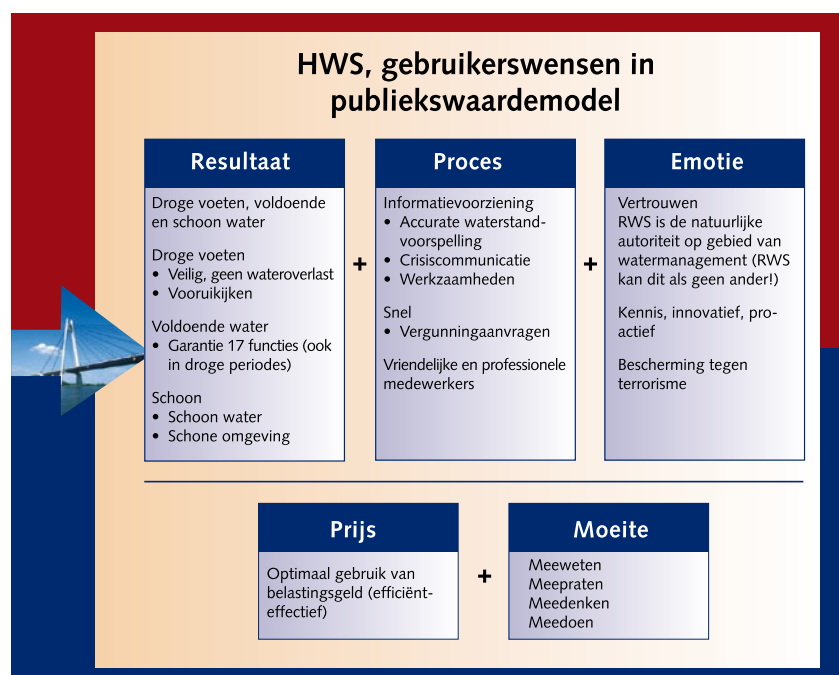 HWS, gebruikerswensen in
publiekswaardemodel
Resultaat
Droge voeten, voldoende
en schoon water
Droge voeten
• Veilig, geen wateroverlast
• Vooruikijken
Voldoende water
• Garantie 17 functies (ook
in droge periodes)
Schoon
• Schoon water
• Schone omgeving
+
Proces
Informatievoorziening
• Accurate waterstand-
voorspelling
• Crisiscommunicatie
• Werkzaamheden
Snel
• Vergunningaanvragen
Vriendelijke en professionele
medewerkers
+
Emotie
Vertrouwen
RWS is de natuurlijke
autoriteit op gebied van
watermanagement (RWS
kan dit als geen ander!)
Kennis, innovatief, pro-
actief
Bescherming tegen
terrorisme
Prijs
Optimaal gebruik van
belastingsgeld (efficiënt-
effectief)
+
Moeite
Meeweten
Meepraten
Meedenken
Meedoen